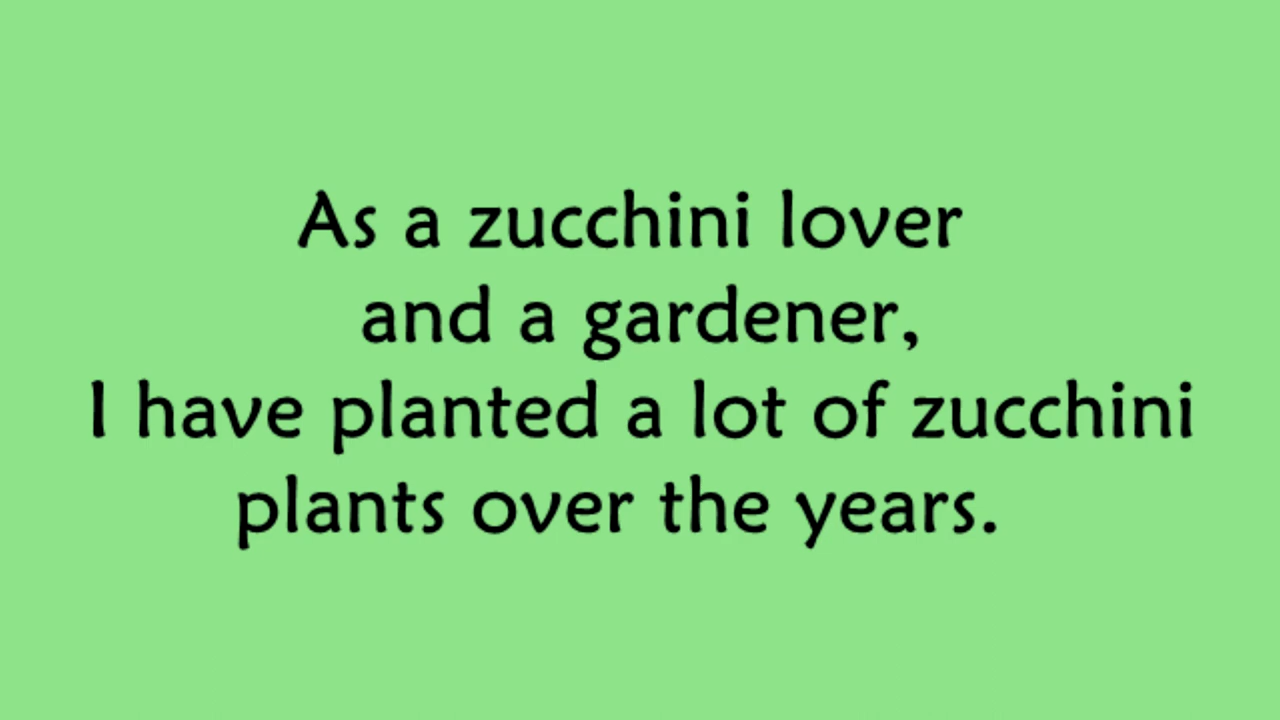 As a zucchini lover
and a gardener,
I have planted a lot of zucchini
plants over the years.